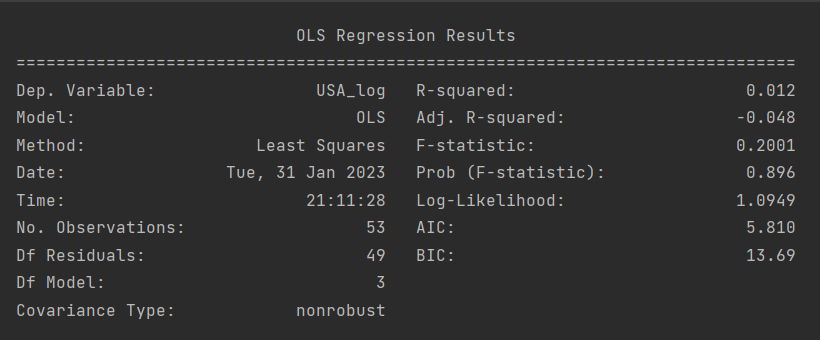 OLS Regression Results
==============================================================================
Dep. Variable: USA_log R-squared: 0.012
Model: OLS Adj. R-squared: -0.048
Method: Least Squares F-statistic: 0.2001
Date: Tue, 31 Jan 2023 Prob (F-statistic): 0.896
Time: 21:11:28 Log-Likelihood: 1.0949
No. Observations: 53 AIC: 5.810
Df Residuals: 49 BIC: 13.69
Df Model: 3
Covariance Type: nonrobust